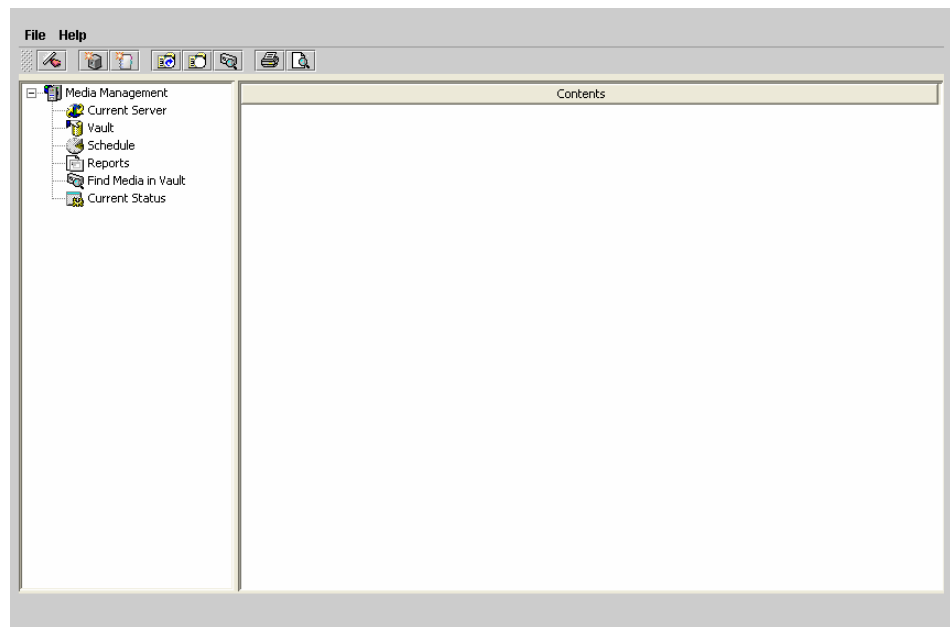 File Help
Media Management
Contents
Current Server
Vault
Schedule
Reports
Find Media in Vault
Current Status